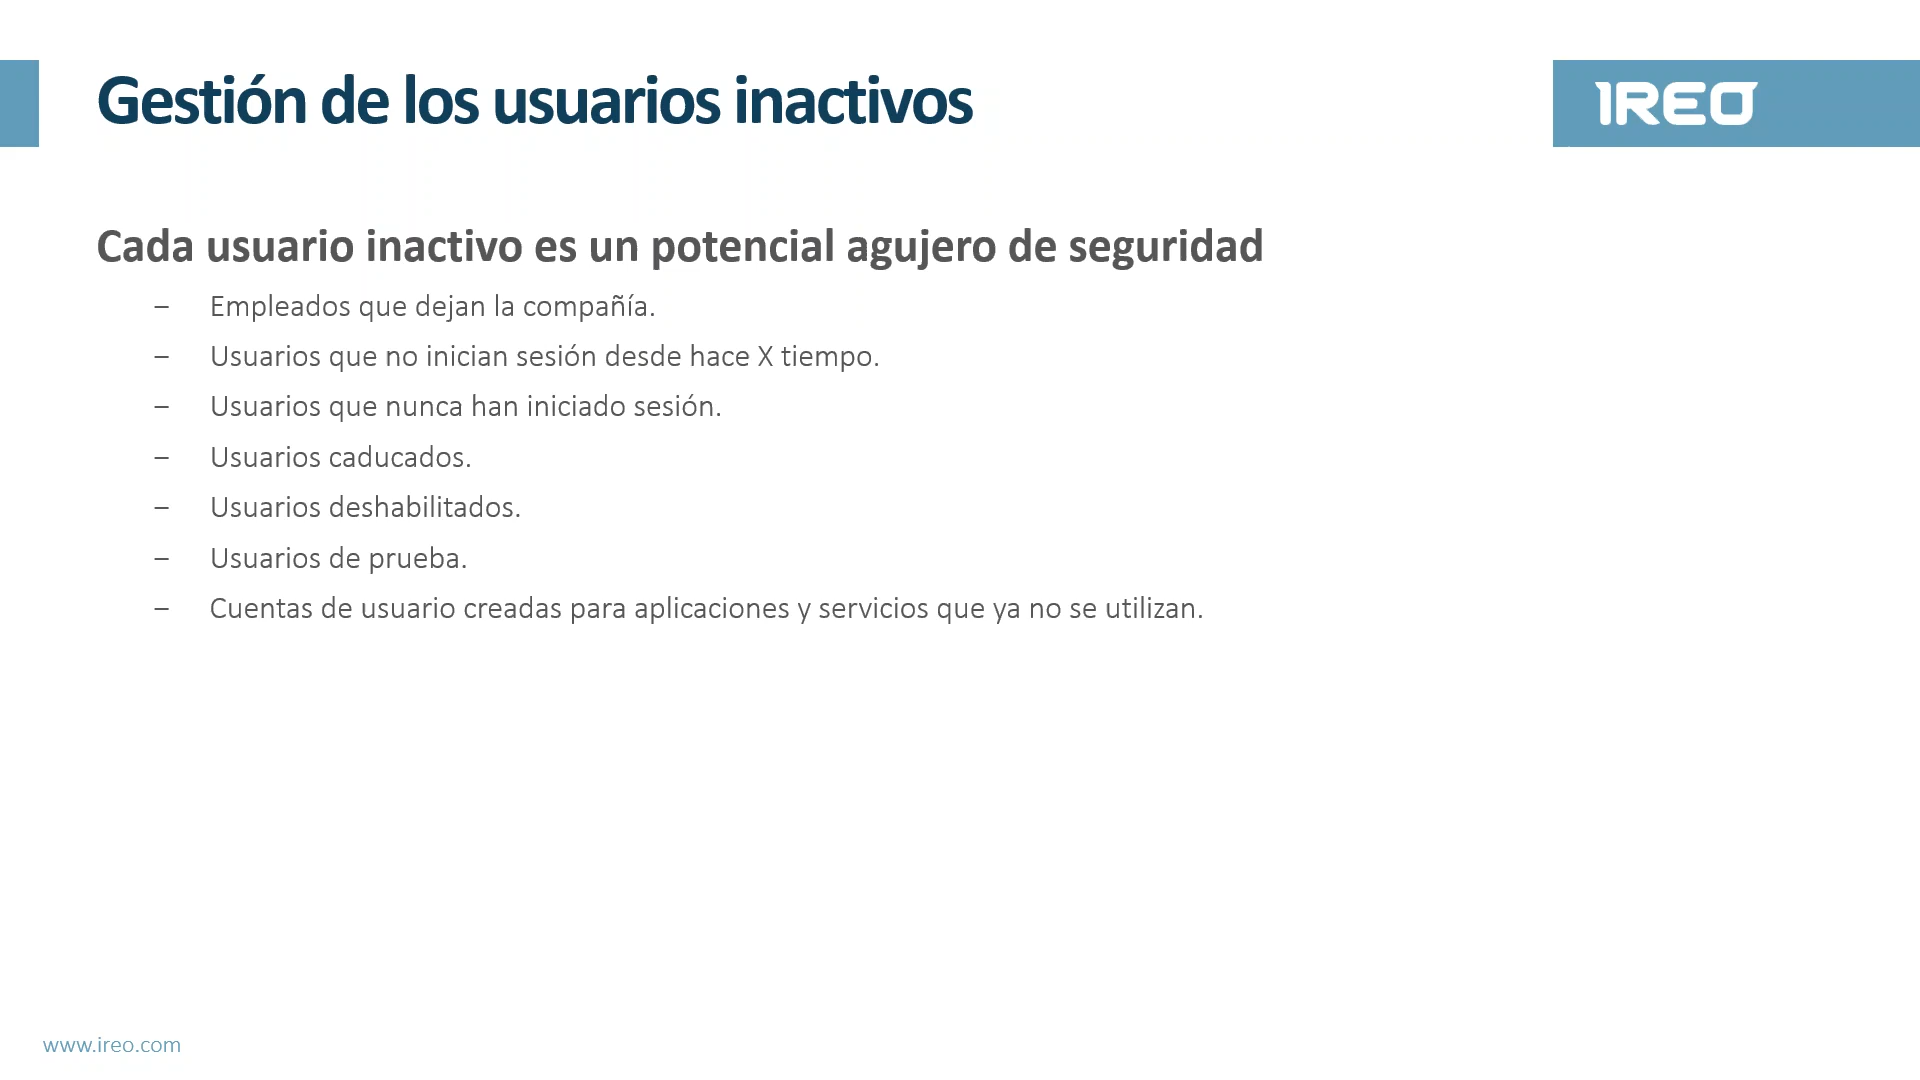 Gestión de los usuarios inactivos
IREO
Cada usuario inactivo es un potencial agujero de seguridad
– Empleados que dejan la compañía.
– Usuarios que no inician sesión desde hace X tiempo.
– Usuarios que nunca han iniciado sesión.
– Usuarios caducados.
– Usuarios deshabilitados.
– Usuarios de prueba.
– Cuentas de usuario creadas para aplicaciones y servicios que ya no se utilizan.
www.ireo.com